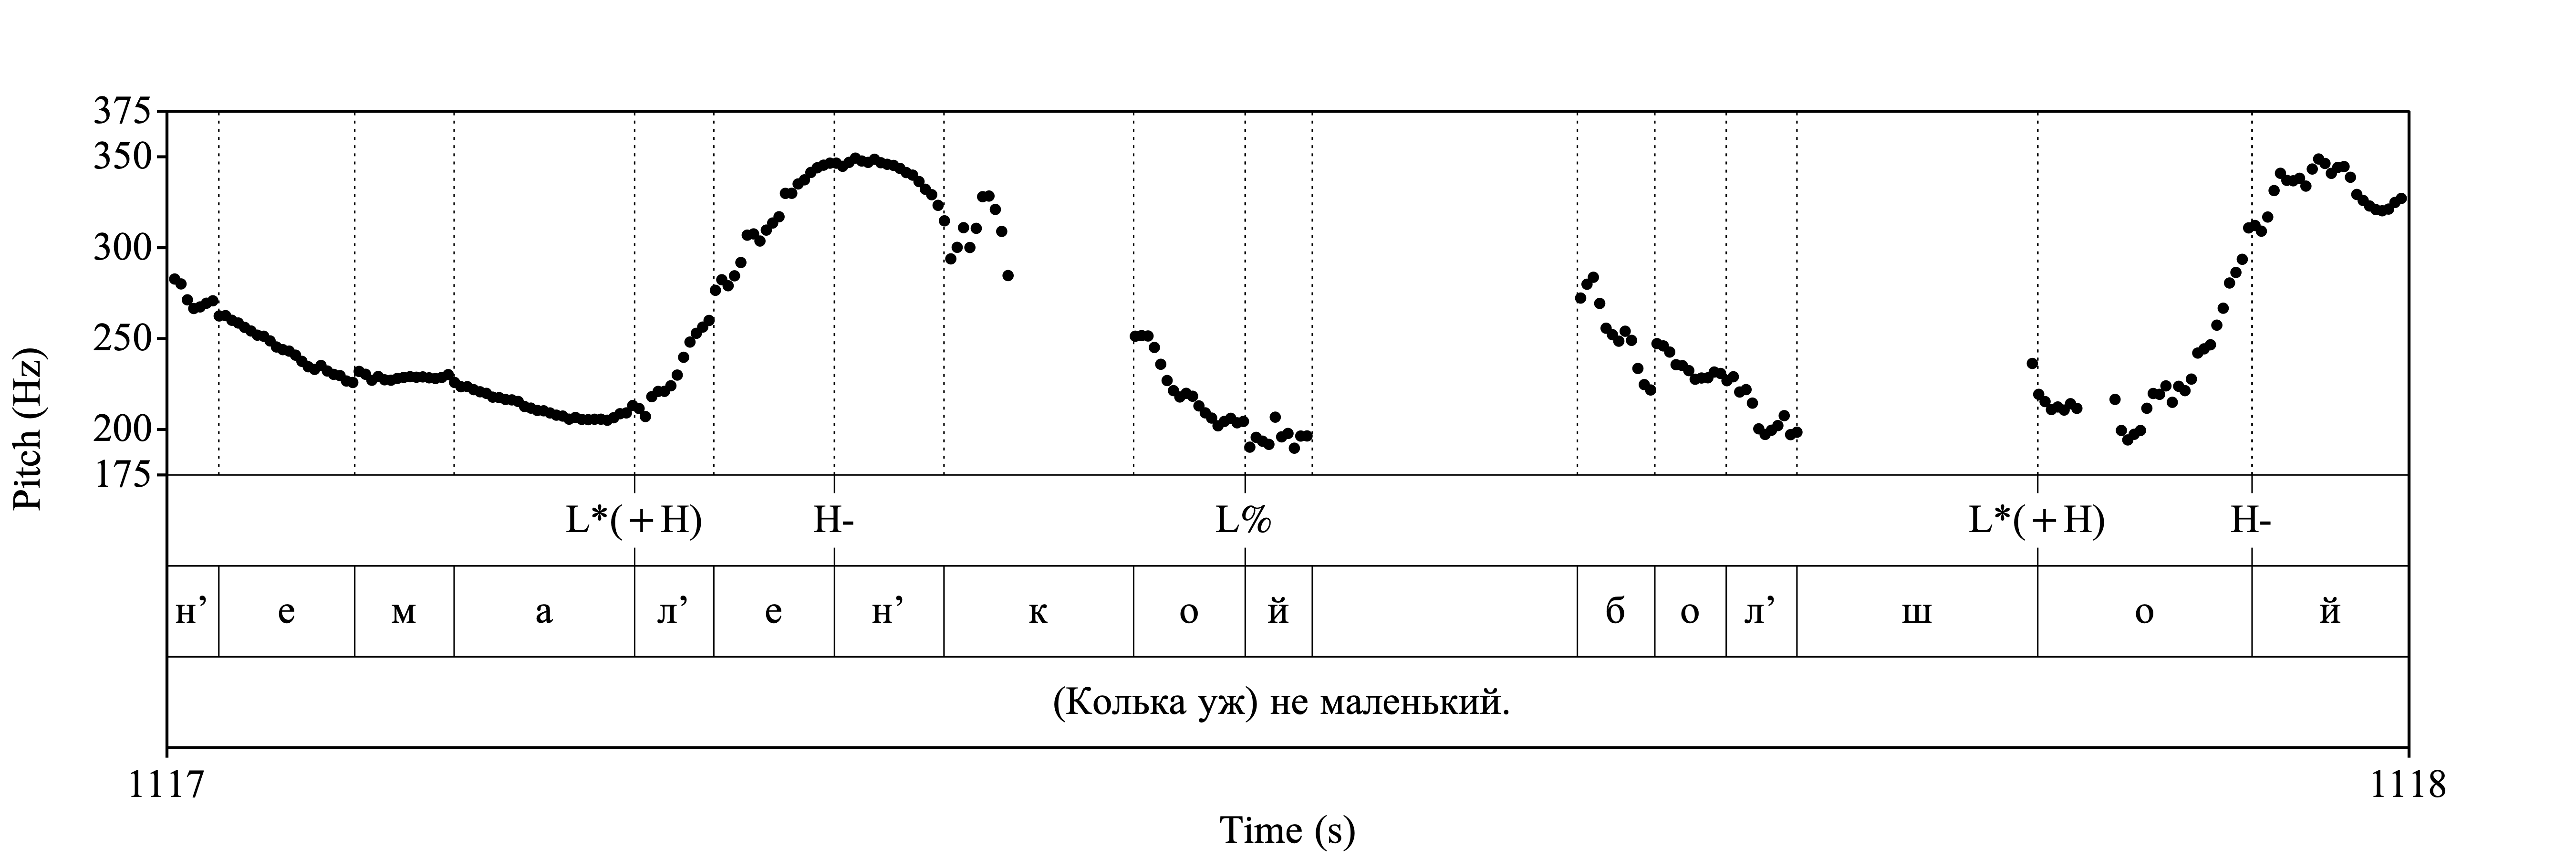 375
350
300
250
200
175
Pitch (Hz)
L*(+H) H- L% L*(+H) H-
н’ е м а л’ е н’ к о й б о л’ ш о й
(Колька уж) не маленький.
1117 1118
Time (s)